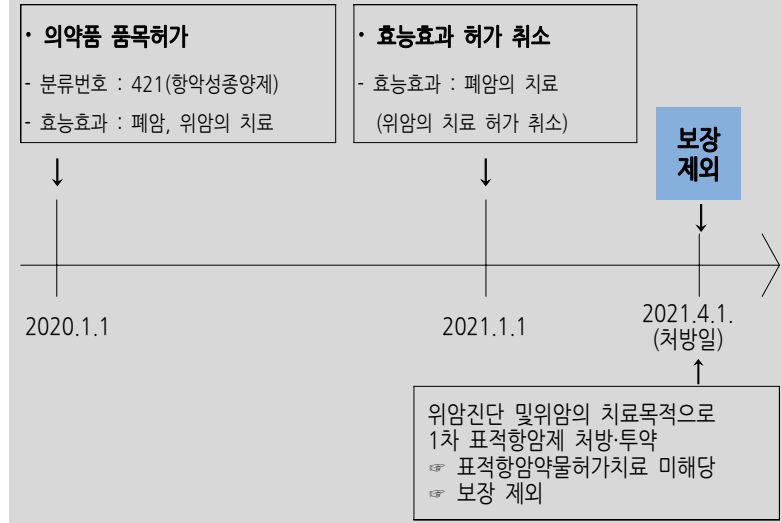 · 의약품 품목허가
- 분류번호 : 421(항악성종양제)
- 효능효과 : 폐암, 위암의 치료
· 효능효과 허가 취소
- 효능효과 : 폐암의 치료
(위암의 치료 허가 취소)
보장
제외
2020.1.1
2021.1.1
2021.4.1.
(처방일)
위암진단 및위암의 치료목적으로
1차 표적항암제 처방·투약
☞ 표적항암약물허가치료 미해당
☞ 보장 제외